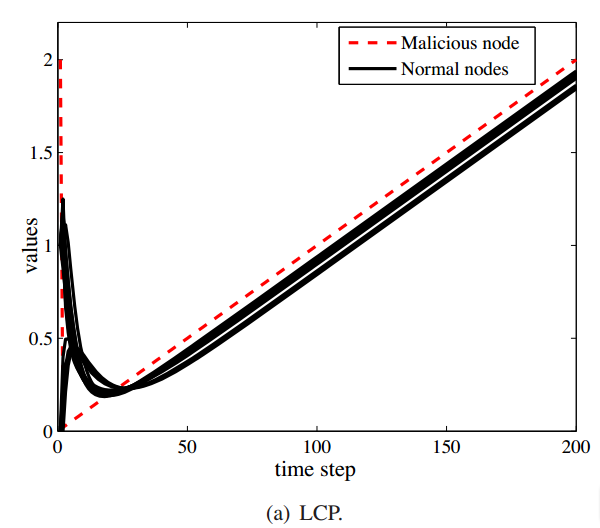 Malicious node
Normal nodes
2
1.5
1
0.5
0
values
0 50 100 150 200
time step
(a) LCP.